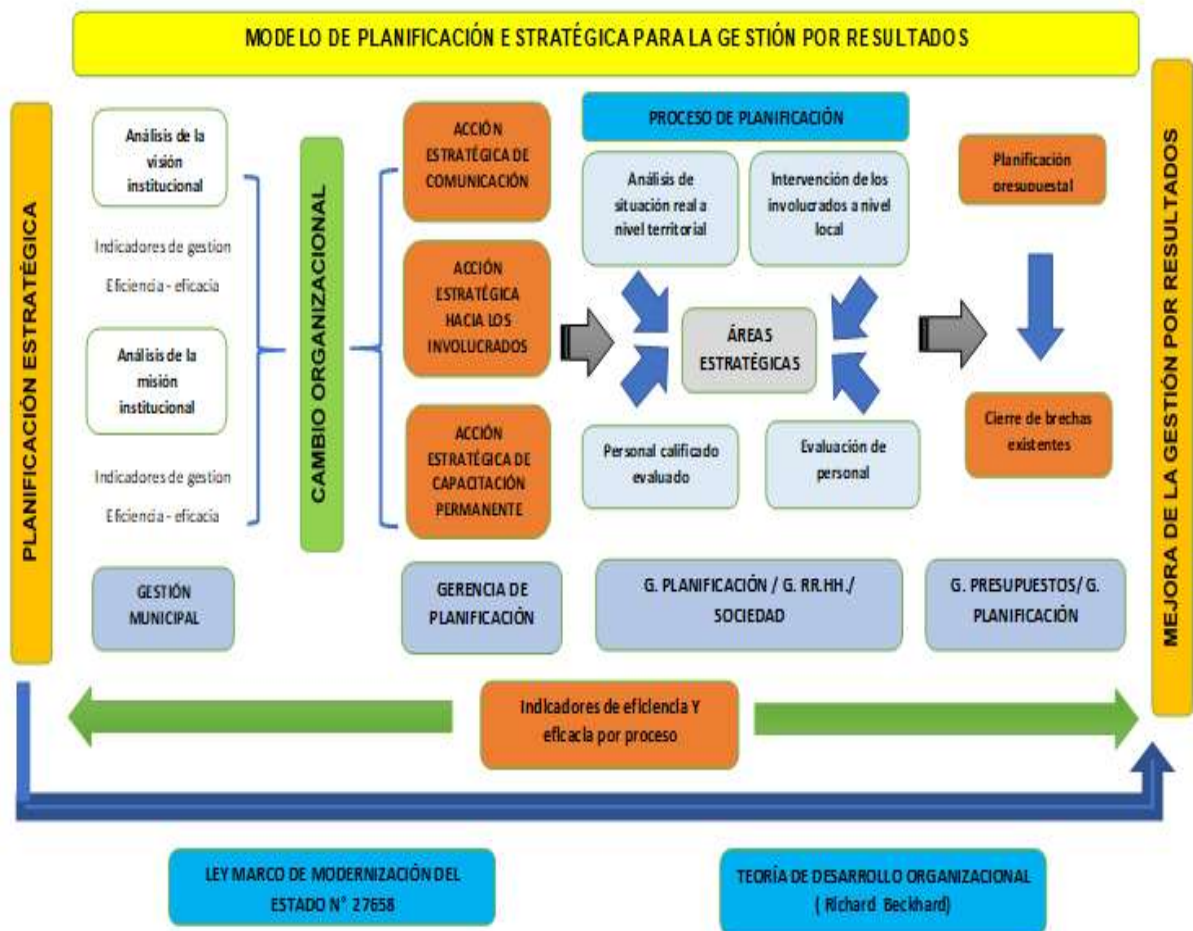 MODELO DE PLANIFICACIÓN E STRATÉGICA PARA LA GE STIÓN POR RESULTADOS
PLANIFICACIÓN ESTRATÉGICA
Análisis de la
visión
institucional
Indicadores de gestion
Eficiencia - eficacia
Análisis de la
misión
institucional
Indicadores de gestion
Eficiencia - eficacia
GESTIÓN
MUNICIPAL
CAMBIO ORGANIZACIONAL
ACCIÓN
ESTRATÉGICA DE
COMUNICACIÓN
ACCIÓN
ESTRATÉGICA
HACIA LOS
INVOLUCRADOS
ACCIÓN
ESTRATÉGICA DE
CAPACITACIÓN
PERMANENTE
GERENCIA DE
PLANIFICACIÓN
PROCESO DE PLANIFICACIÓN
Análisis de
situación real a
nivel territorial
Intervención de los
involucrados a nivel
local
ÁREAS
ESTRATÉGICAS
Personal calificado
evaluado
Evaluación de
personal
G. PLANIFICACIÓN / G. RR.HH./
SOCIEDAD
Planificación
presupuestal
Cierre de brechas
existentes
G. PRESUPUESTOS/ G.
PLANIFICACIÓN
MEJORA DE LA GESTIÓN POR RESULTADOS
Indicadores de eficiencia Y
eficacia por proceso
LEY MARCO DE MODERNIZACIÓN DEL
ESTADO N° 27658
TEORÍA DE DESARROLLO ORGANIZACIONAL
( Richard Beckhard)